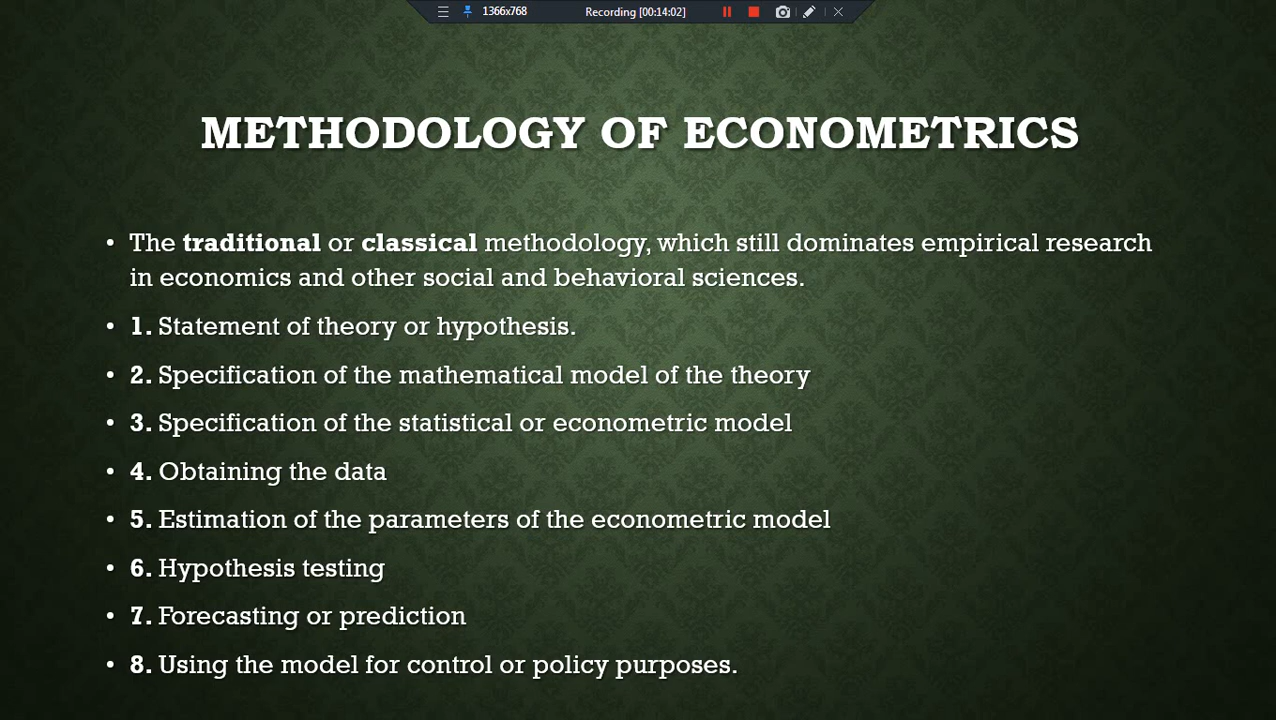 1366x768 Recording [00:14:02]
METHODOLOGY OF ECONOMETRICS
• The traditional or classical methodology, which still dominates empirical research
in economics and other social and behavioral sciences.
• 1. Statement of theory or hypothesis.
• 2. Specification of the mathematical model of the theory
• 3. Specification of the statistical or econometric model
• 4. Obtaining the data
• 5. Estimation of the parameters of the econometric model
• 6. Hypothesis testing
• 7. Forecasting or prediction
• 8. Using the model for control or policy purposes.